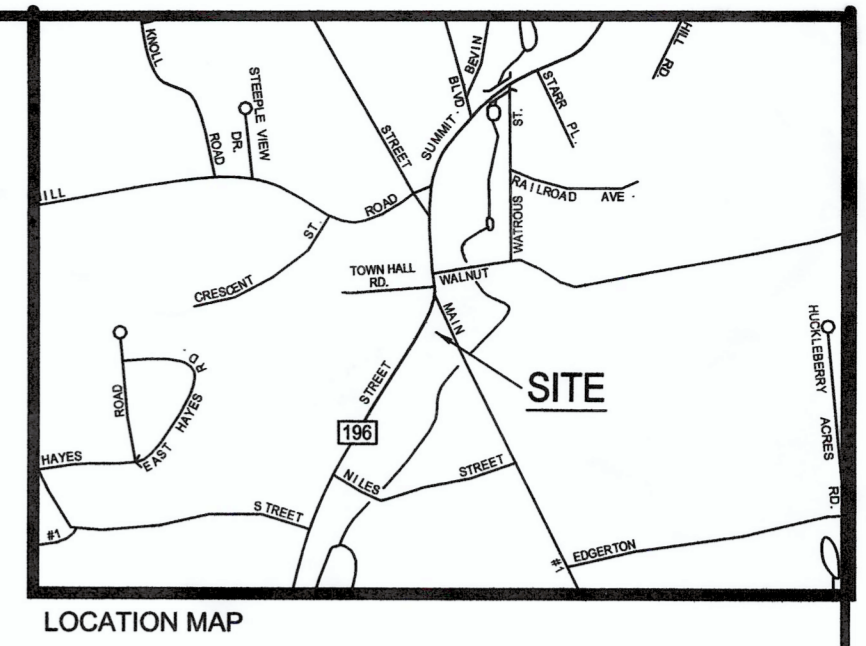 KNOLL
ROAD
STEEPLE VIEW
DR.
BEVIN
BLVD.
HILL RD.
STARR PL.
STREET
SUMMIT
ST.
WATROUS
RAILROAD AVE.
ILL
ROAD
ST.
CRESCENT
TOWN HALL
RD.
WALNUT
MAIN
HUCKLEBERRY
ACRES
RD.
SITE
STREET
196
ROAD
RD.
EAST HAYES
HAYES
NILES
STREET
STREET
#1
#1
EDGERTON
LOCATION MAP